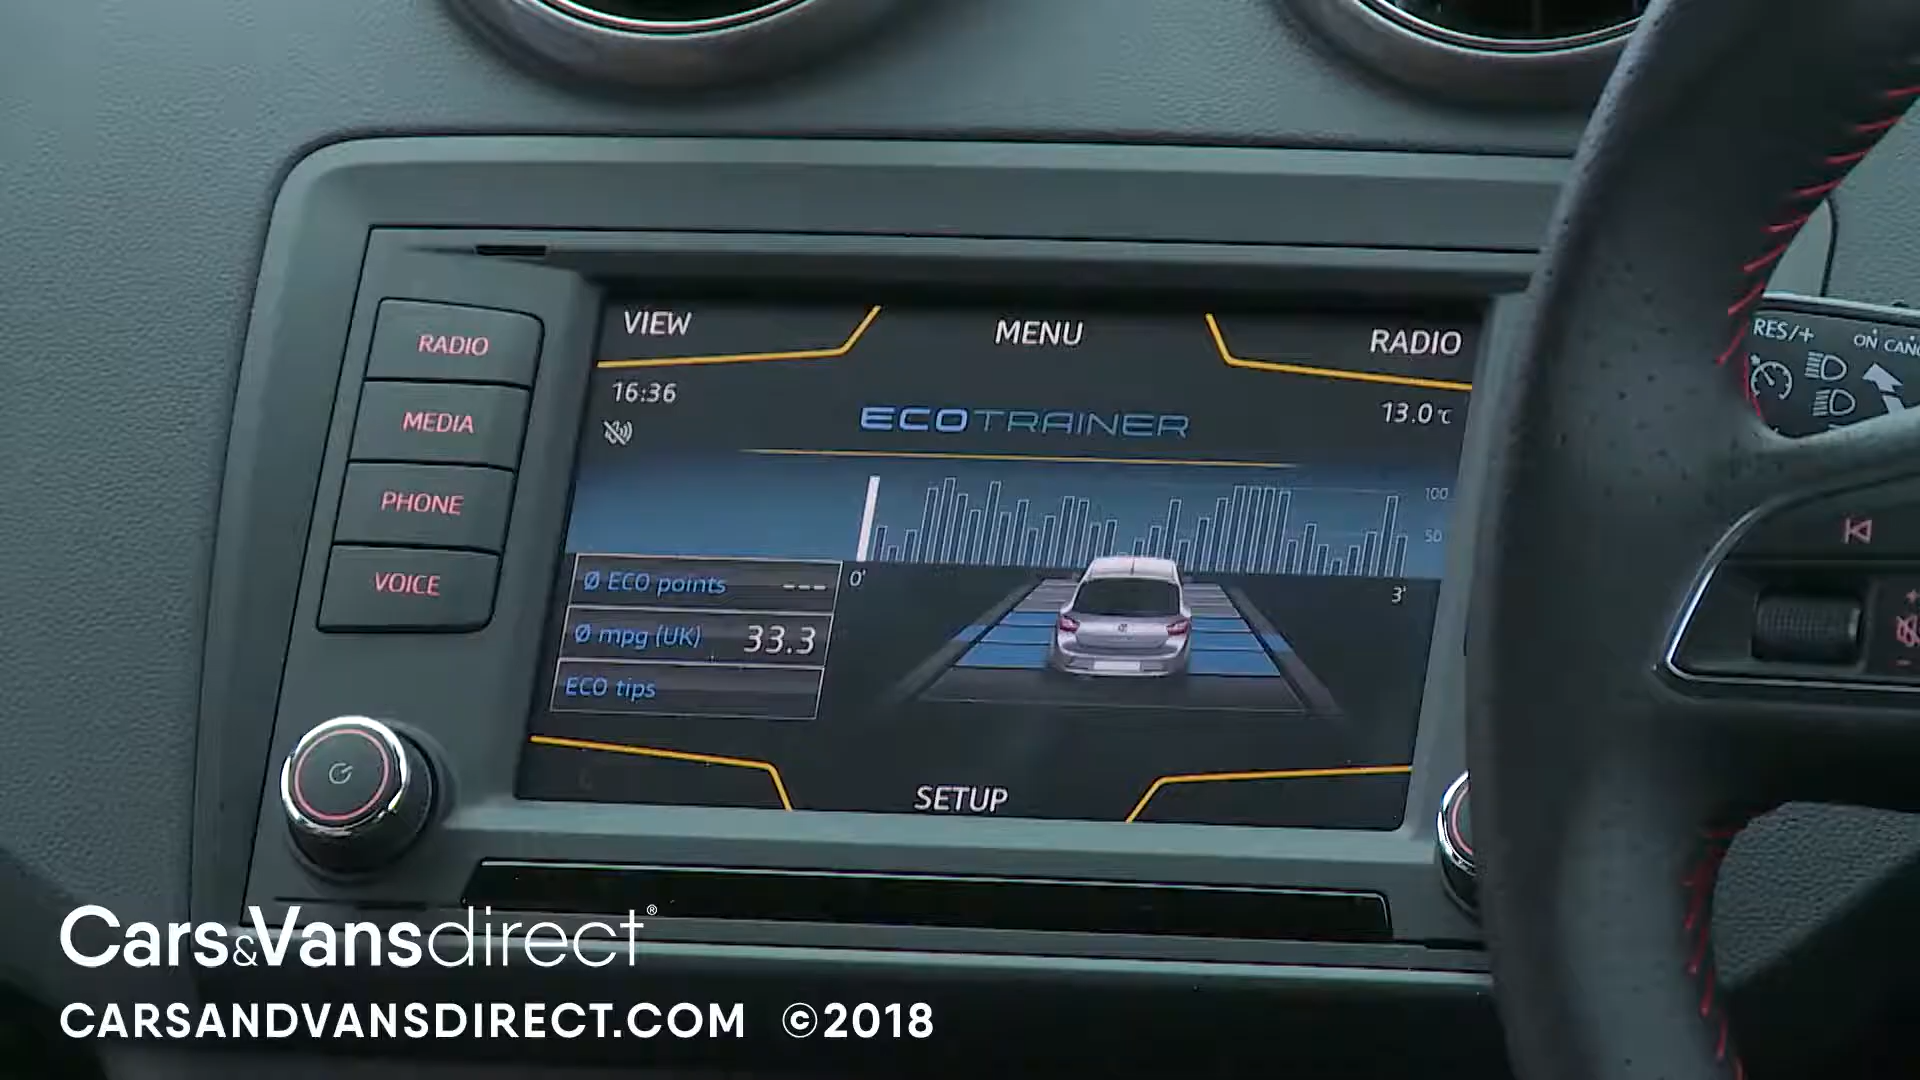 RADIO
MEDIA
PHONE
VOICE
VIEW
MENU
RADIO
16:36
13.0 °C
ECOTRAINER
100
50
0'
3'
Ø ECO points ---
Ø mpg (UK) 33.3
ECO tips
SETUP
RES/+
ON
Cars&Vansdirect®
CARSANDVANSDIRECT.COM ©2018